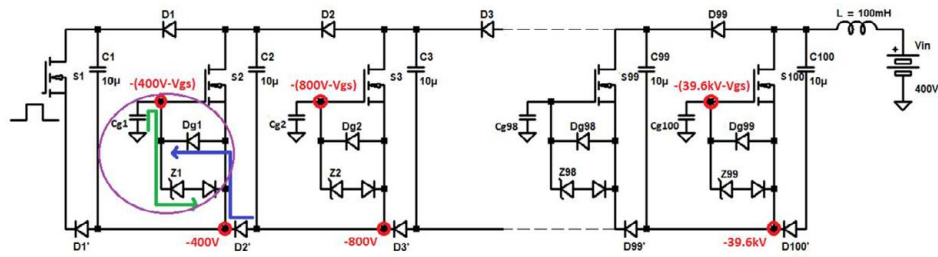 D1 D2 D3 D99 L = 100mH
C1 C2 C3 C99 C100 Vin
S1 10µ S2 10µ S3 10µ S99 10µ S100 10µ
-(400V-Vgs) -(800V-Vgs) -(39.6kV-Vgs)
+
400V
Cg1 Cg2 Cg98 Cg100
Dg1 Dg2 Dg98 Dg99
Z1 Z2 Z98 Z99
-400V -800V -39.6kV
D1' D2' D3' D99' D100'